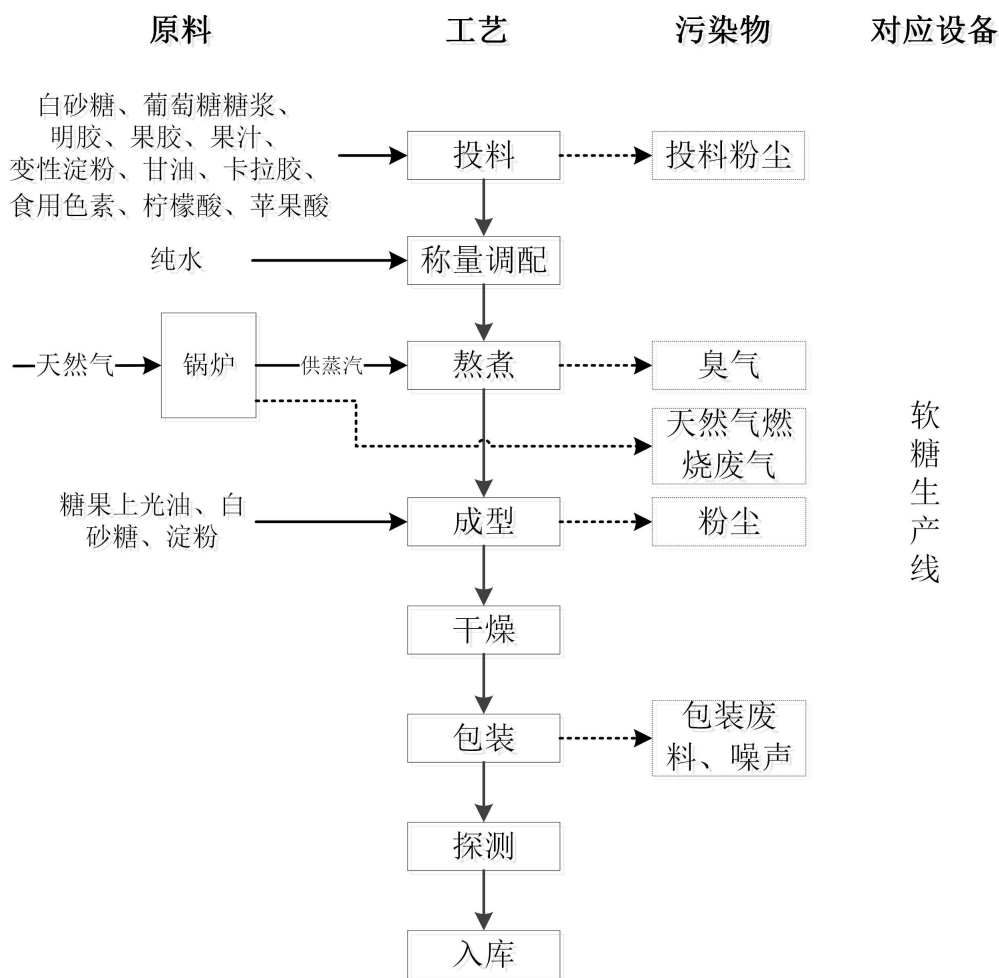 原料 工艺 污染物 对应设备
白砂糖、葡萄糖糖浆、
明胶、果胶、果汁、
变性淀粉、甘油、卡拉胶、
食用色素、柠檬酸、苹果酸
投料
投料粉尘
纯水
称量调配
天然气
锅炉
供蒸汽
熬煮
臭气
天然气燃
烧废气
糖果上光油、白
砂糖、淀粉
成型
粉尘
干燥
包装
包装废
料、噪声
探测
入库
软糖生产线